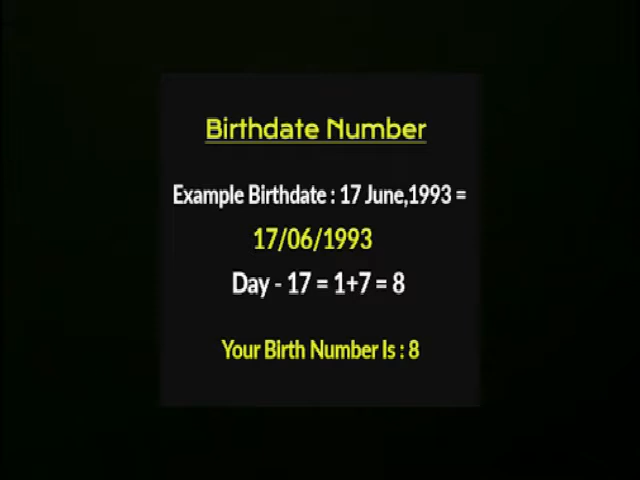 Birthdate Number
Example Birthdate : 17 June,1993 =
17/06/1993
Day - 17 = 1+7 = 8
Your Birth Number Is : 8